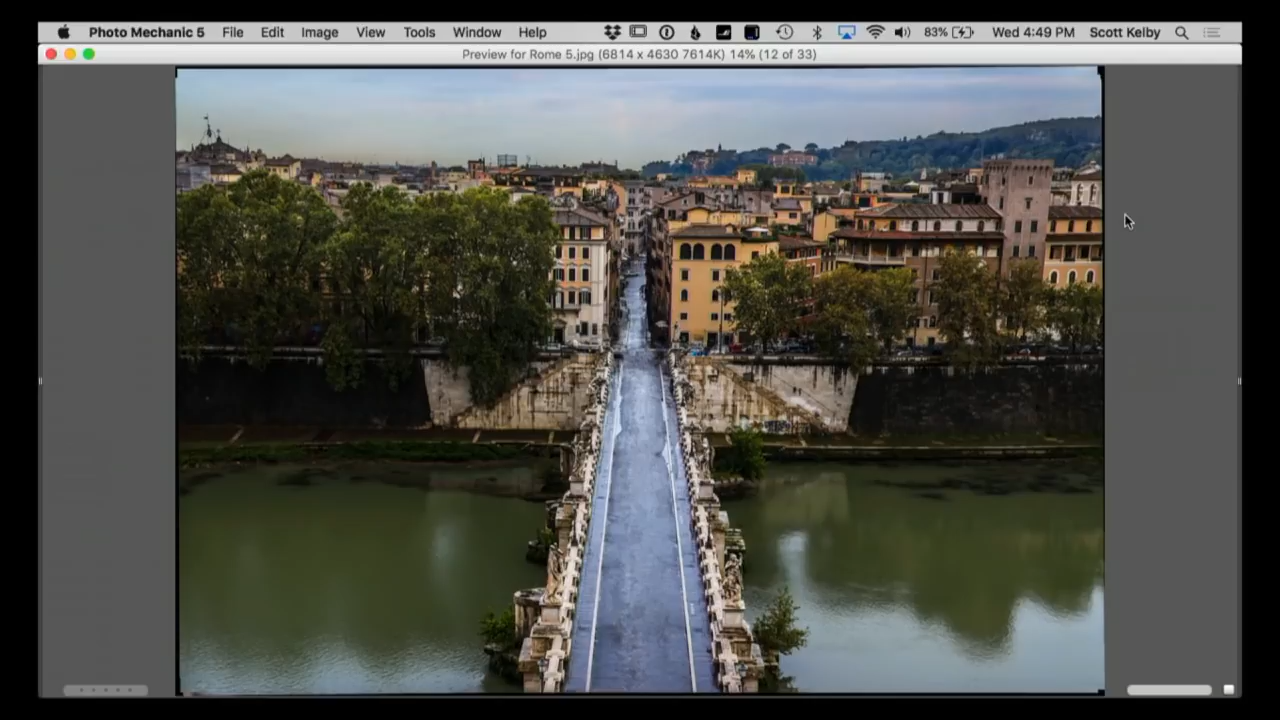 Photo Mechanic 5 File Edit Image View Tools Window Help 83% Wed 4:49 PM Scott Kelby
Preview for Rome 5.jpg (6814 x 4630 7614K) 14% (12 of 33)